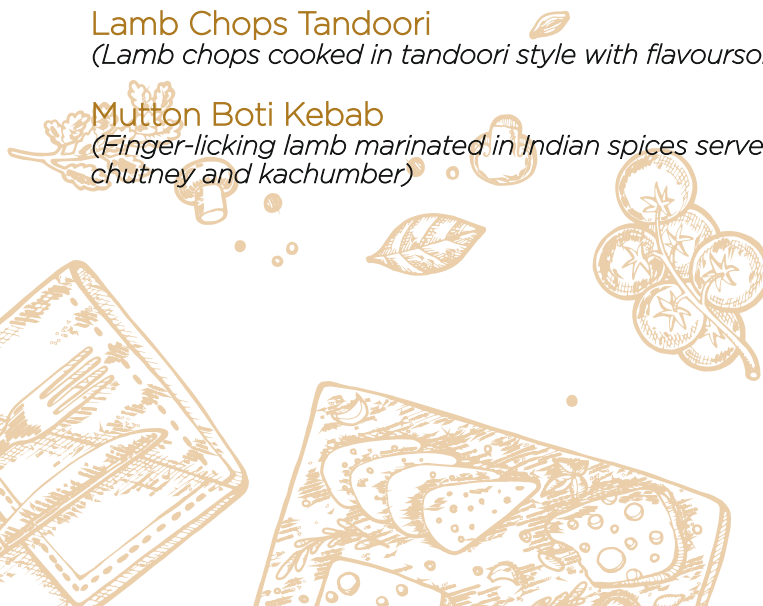 Lamb Chops Tandoori
(Lamb chops cooked in tandoori style with flavourso
Mutton Boti Kebab
(Finger-licking lamb marinated in Indian spices serve
chutney and kachumber)